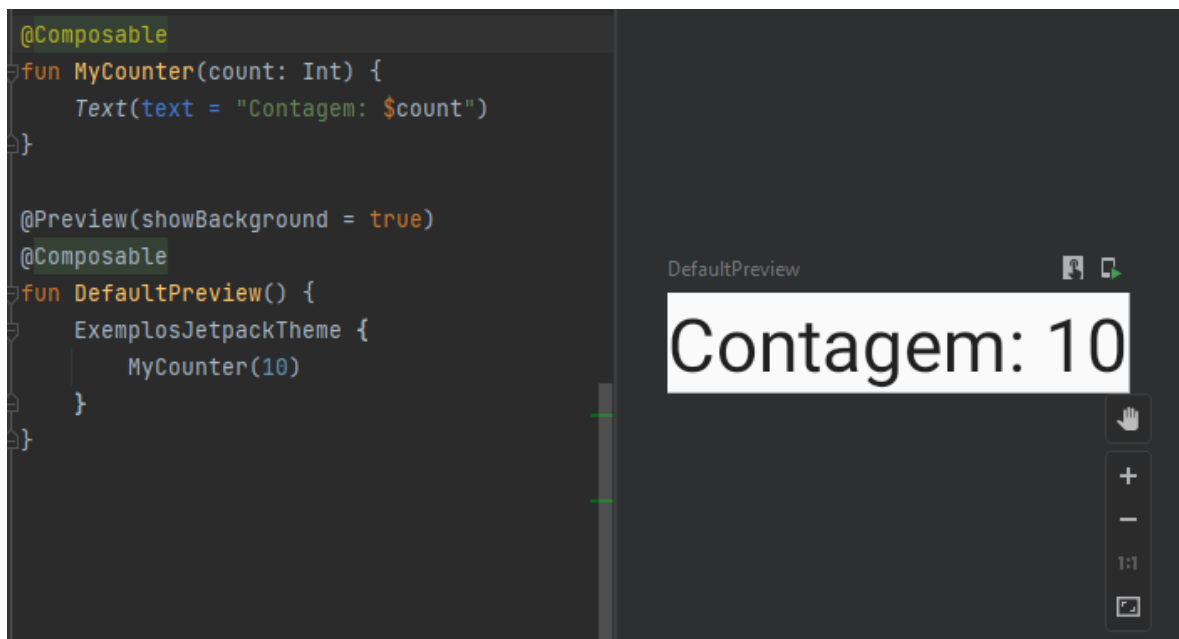 @Composable
fun MyCounter(count: Int) {
    Text(text = "Contagem: $count")
}
@Preview(showBackground = true)
@Composable
fun DefaultPreview() {
    ExemplosJetpackTheme {
        MyCounter(10)
    }
}
DefaultPreview
Contagem: 10
1:1